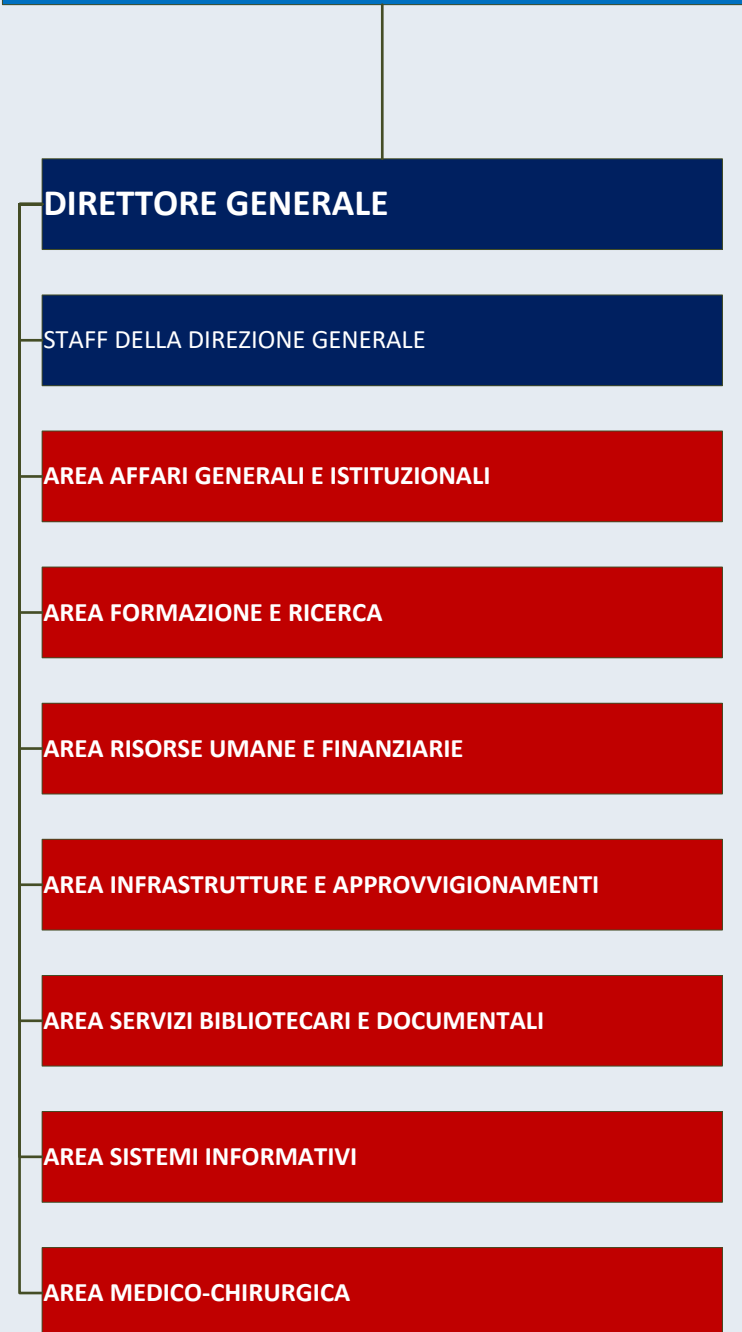 DIRETTORE GENERALE
STAFF DELLA DIREZIONE GENERALE
AREA AFFARI GENERALI E ISTITUZIONALI
AREA FORMAZIONE E RICERCA
AREA RISORSE UMANE E FINANZIARIE
AREA INFRASTRUTTURE E APPROVVIGIONAMENTI
AREA SERVIZI BIBLIOTECARI E DOCUMENTALI
AREA SISTEMI INFORMATIVI
AREA MEDICO-CHIRURGICA